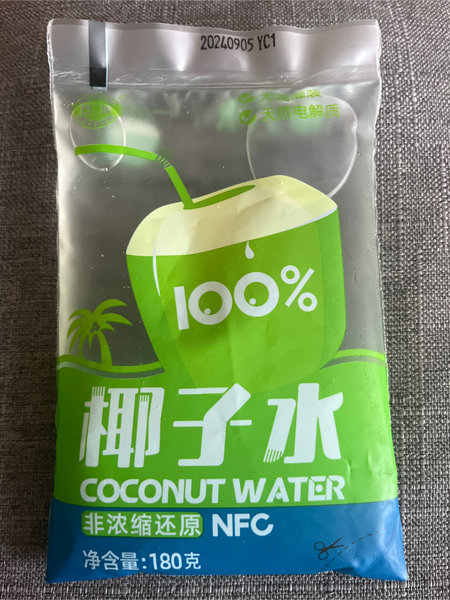 20240905 YC1
天然电解质
100%
椰子水
COCONUT WATER
非浓缩还原 NFC
净含量:180克